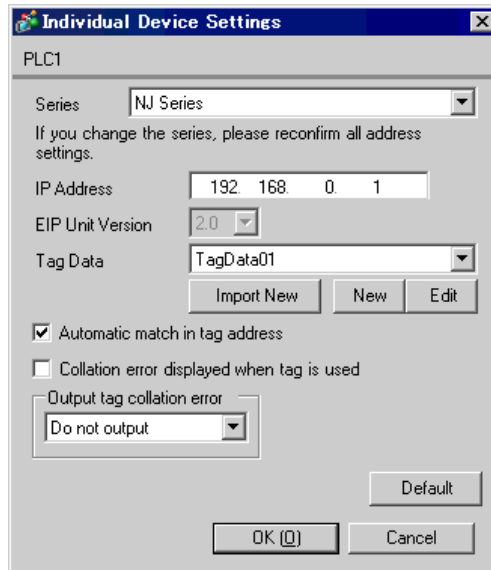 Individual Device Settings
PLC1
Series NJ Series
If you change the series, please reconfirm all address
settings.
IP Address 192. 168. 0. 1
EIP Unit Version 2.0
Tag Data TagData01
Import New New Edit
Automatic match in tag address
Collation error displayed when tag is used
Output tag collation error
Do not output
Default
OK (O) Cancel